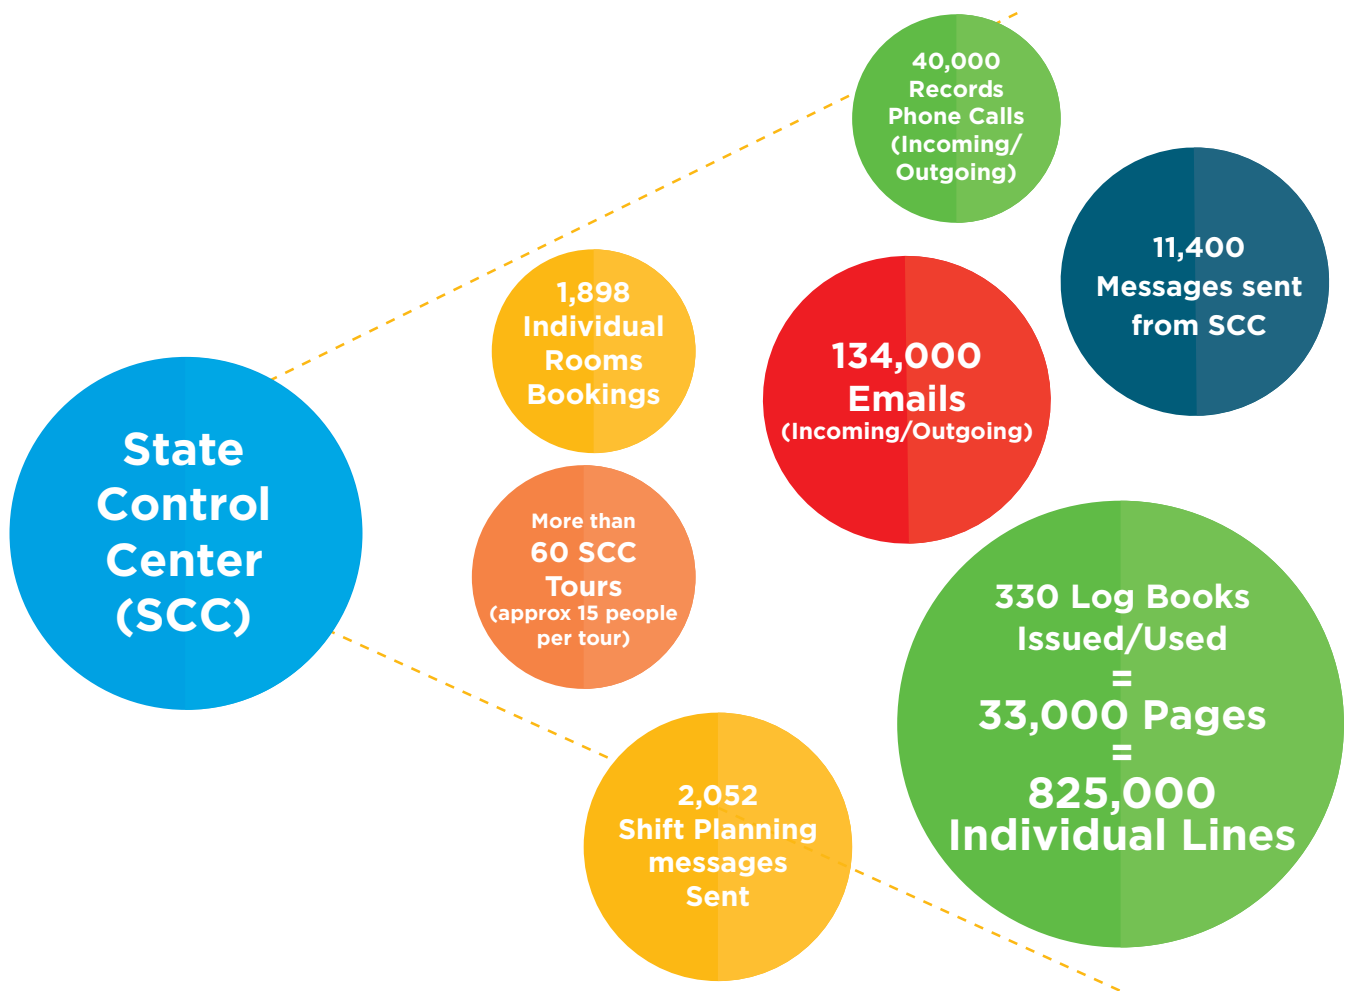 State
Control
Center
(SCC)
40,000
Records
Phone Calls
(Incoming/
Outgoing)
11,400
Messages sent
from SCC
1,898
Individual
Rooms
Bookings
134,000
Emails
(Incoming/Outgoing)
More than
60 SCC
Tours
(approx 15 people
per tour)
330 Log Books
Issued/Used
=
33,000 Pages
=
825,000
Individual Lines
2,052
Shift Planning
messages
Sent